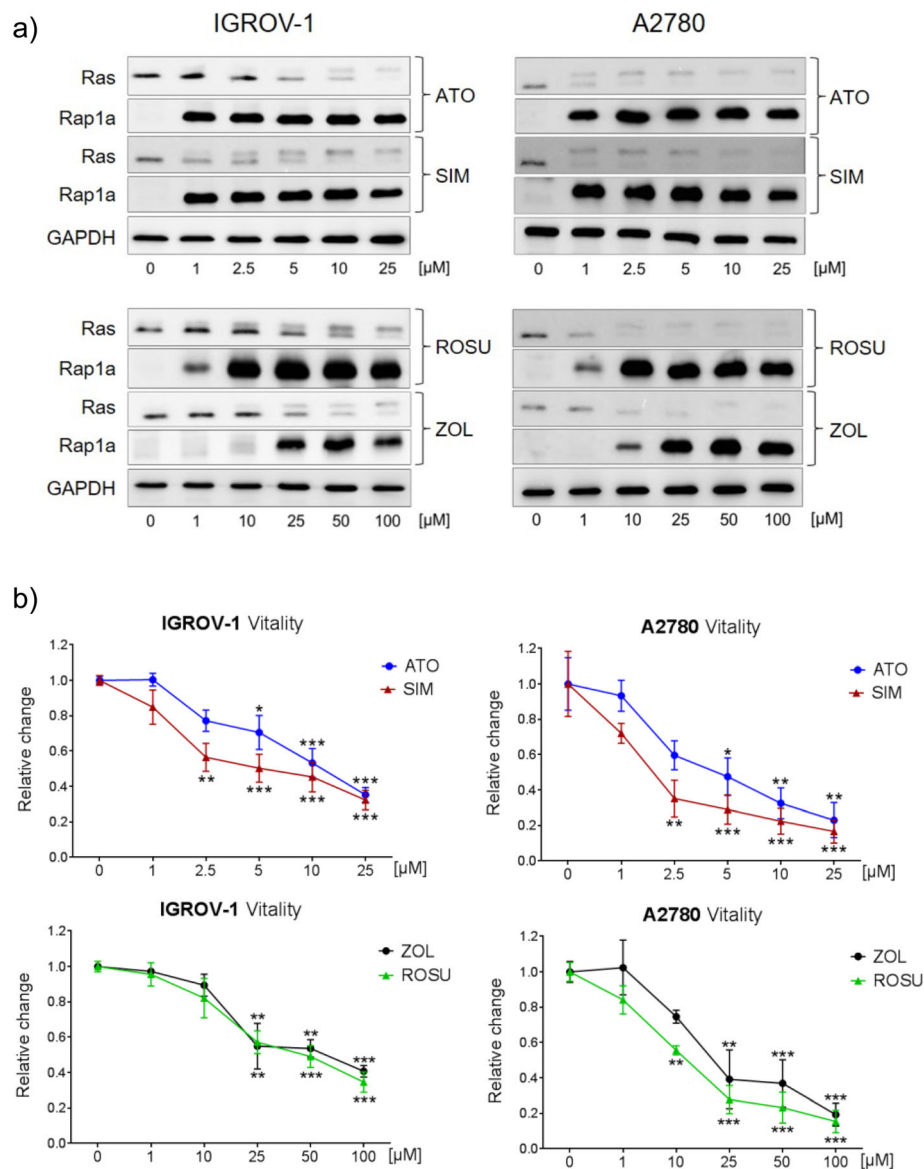 a)
IGROV-1 A2780
Ras
Rap1a
ATO
ATO
Ras
Rap1a
SIM
SIM
GAPDH
0 1 2.5 5 10 25 [µM] 0 1 2.5 5 10 25 [µM]
Ras
Rap1a
ROSU
ROSU
Ras
Rap1a
ZOL
ZOL
GAPDH
0 1 10 25 50 100 [µM] 0 1 10 25 50 100 [µM]
b)
IGROV-1 Vitality
Relative change
1.2
1.0
0.8
0.6
0.4
0.2
0.0
ATO
SIM
* *** ***
** *** *** ***
0 1 2.5 5 10 25 [µM]
A2780 Vitality
Relative change
1.2
1.0
0.8
0.6
0.4
0.2
0.0
ATO
SIM
* ** **
** *** *** ***
0 1 2.5 5 10 25 [µM]
IGROV-1 Vitality
Relative change
1.2
1.0
0.8
0.6
0.4
0.2
0.0
ZOL
ROSU
** ** ***
** *** ***
0 1 10 25 50 100 [µM]
A2780 Vitality
Relative change
1.2
1.0
0.8
0.6
0.4
0.2
0.0
ZOL
ROSU
** *** ***
** *** *** ***
0 1 10 25 50 100 [µM]